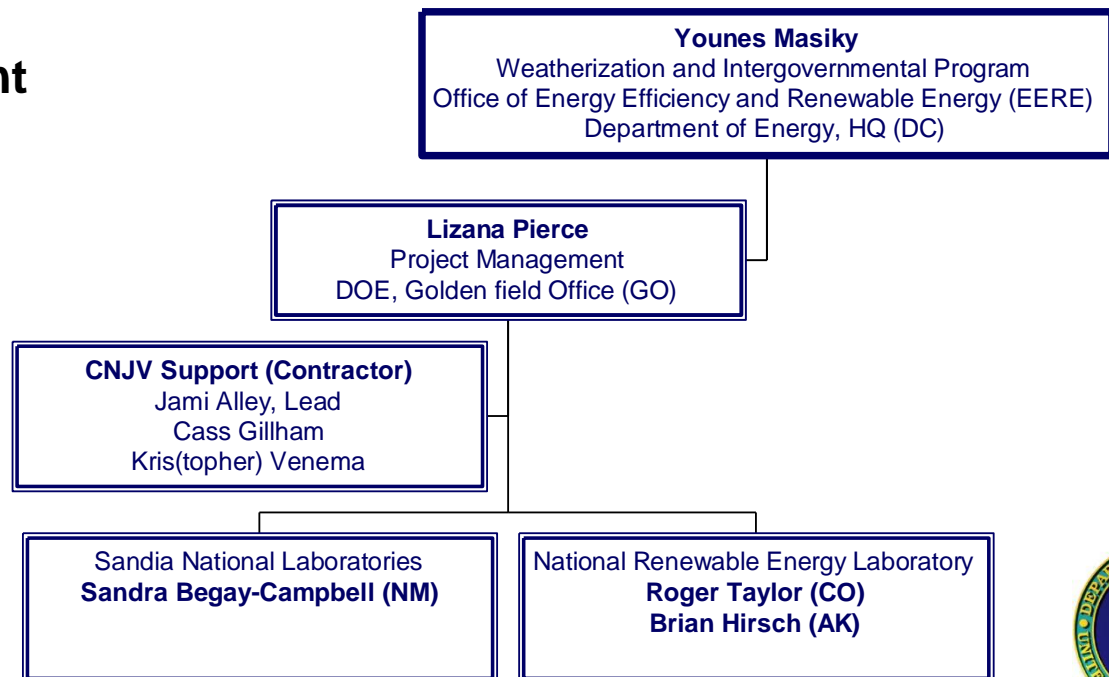 nt
Younes Masiky
Weatherization and Intergovernmental Program
Office of Energy Efficiency and Renewable Energy (EERE)
Department of Energy, HQ (DC)
Lizana Pierce
Project Management
DOE, Golden field Office (GO)
CNJV Support (Contractor)
Jami Alley, Lead
Cass Gillham
Kris(topher) Venema
Sandia National Laboratories
Sandra Begay-Campbell (NM)
National Renewable Energy Laboratory
Roger Taylor (CO)
Brian Hirsch (AK)